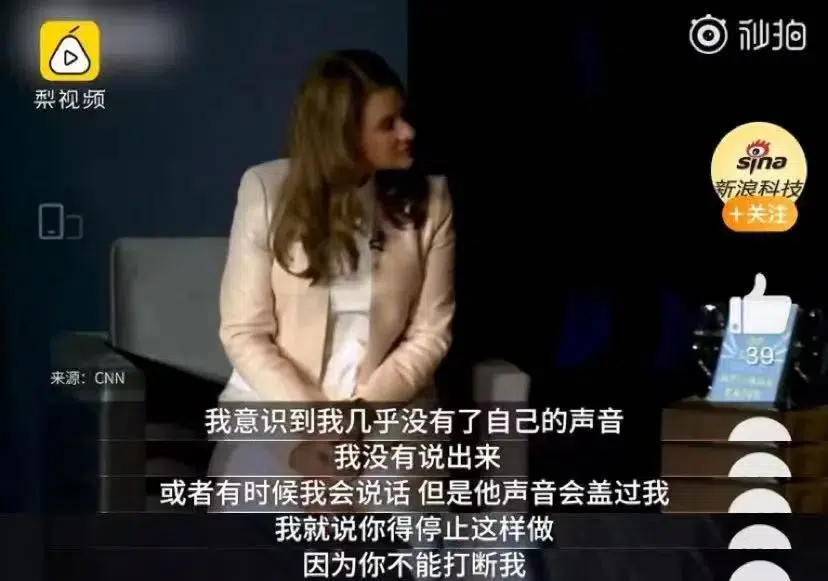 梨视频
秒拍
sina
新浪科技
+关注
39
来源：CNN
我意识到我几乎没有了自己的声音
我没有说出来
或者有时候我会说话 但是他声音会盖过我
我就说你得停止这样做
因为你不能打断我